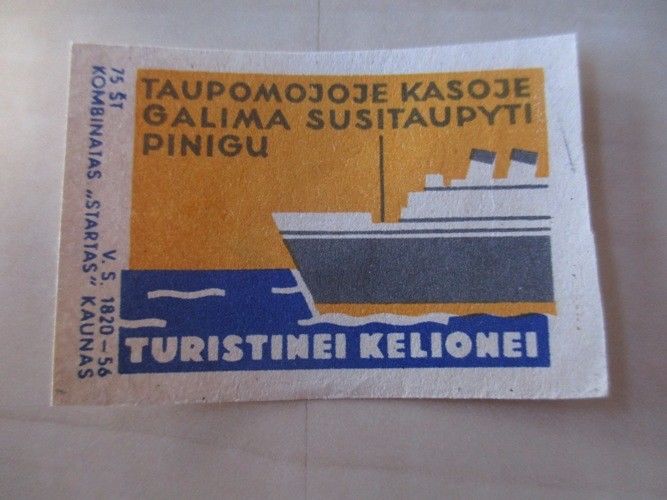 TAUPOMOJOJE KASOJE
GALIMA SUSITAUPYTI
PINIGŲ
TURISTINEI KELIONEI
75 ŠT V. S. 1820-56
KOMBINATAS „STARTAS" KAUNAS